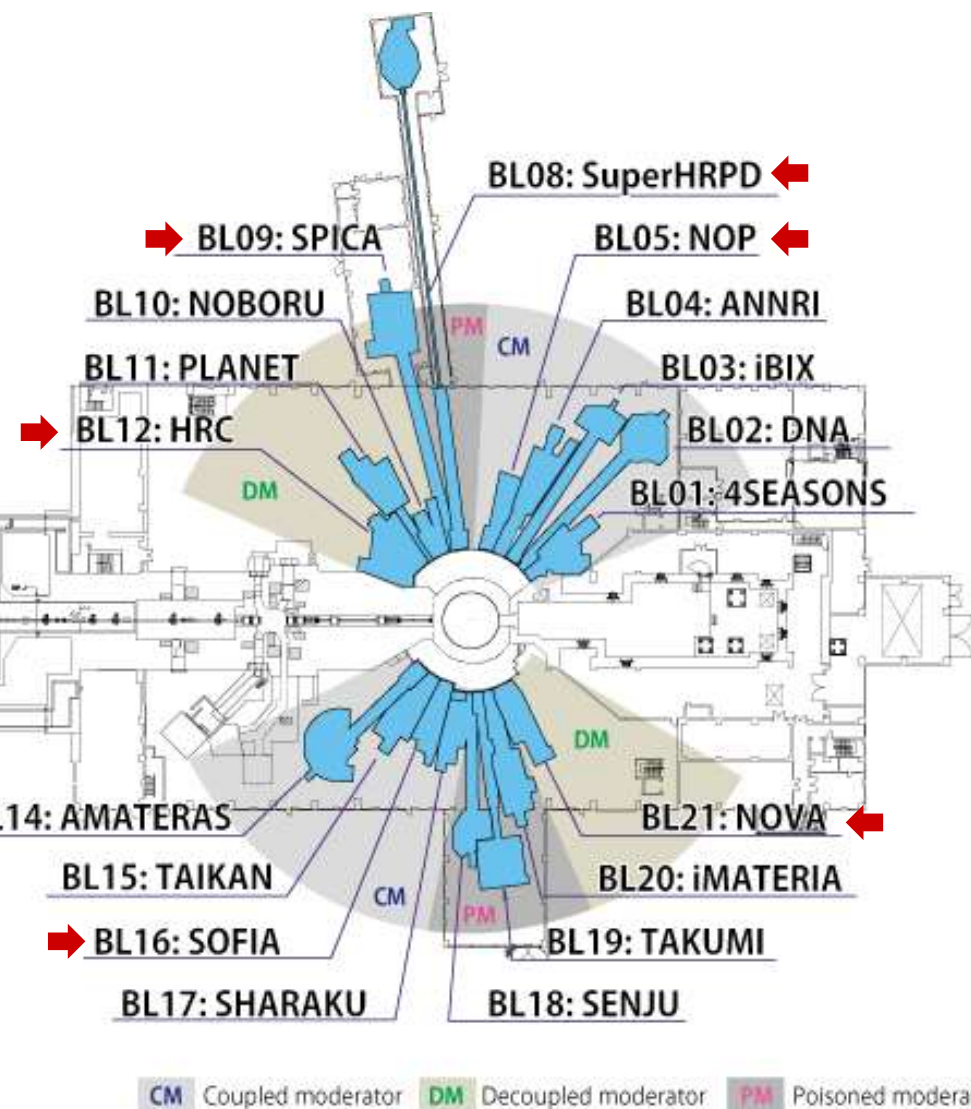 BL08: SuperHRPD
BL09: SPICA
BL05: NOP
BL10: NOBORU
BL04: ANNRI
PM
CM
BL11: PLANET
BL03: iBIX
BL12: HRC
BL02: DNA
DM
BL01: 4SEASONS
DM
L14: AMATERAS
BL21: NOVA
BL15: TAIKAN
BL20: iMATERIA
CM
PM
BL16: SOFIA
BL19: TAKUMI
BL17: SHARAKU
BL18: SENJU
CM Coupled moderator DM Decoupled moderator PM Poisoned modera